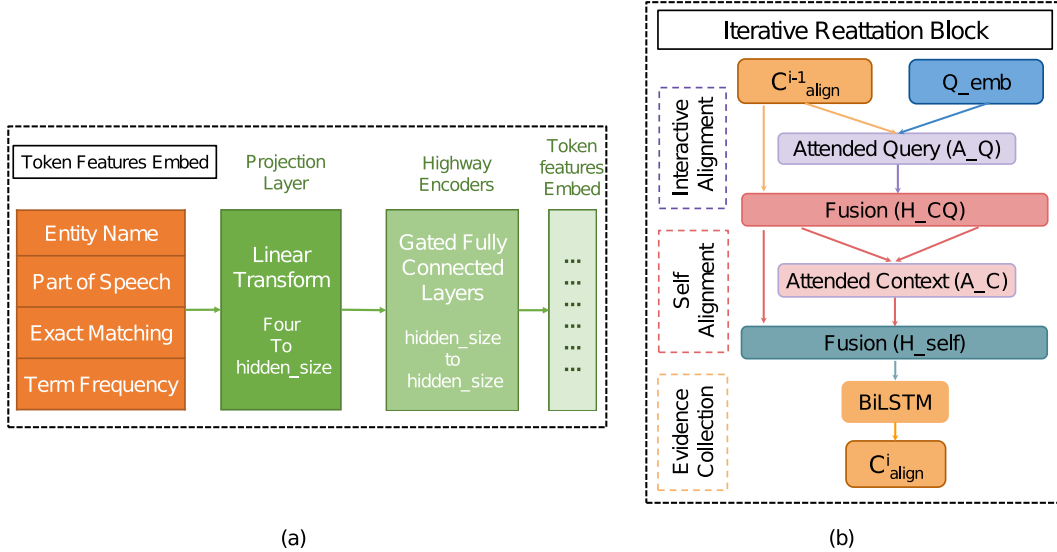 Token Features Embed
Projection
Layer
Highway
Encoders
Token
features
Embed
Entity Name
Part of Speech
Exact Matching
Term Frequency
Linear
Transform
Four
To
hidden_size
Gated Fully
Connected
Layers
hidden_size
to
hidden_size
...
...
...
...
...
...
(a)
Iterative Reattation Block
Interactive
Alignment
Self
Alignment
Evidence
Collection
C^{i-1}_{align}
Q_emb
Attended Query (A_Q)
Fusion (H_CQ)
Attended Context (A_C)
Fusion (H_self)
BiLSTM
C^{i}_{align}
(b)